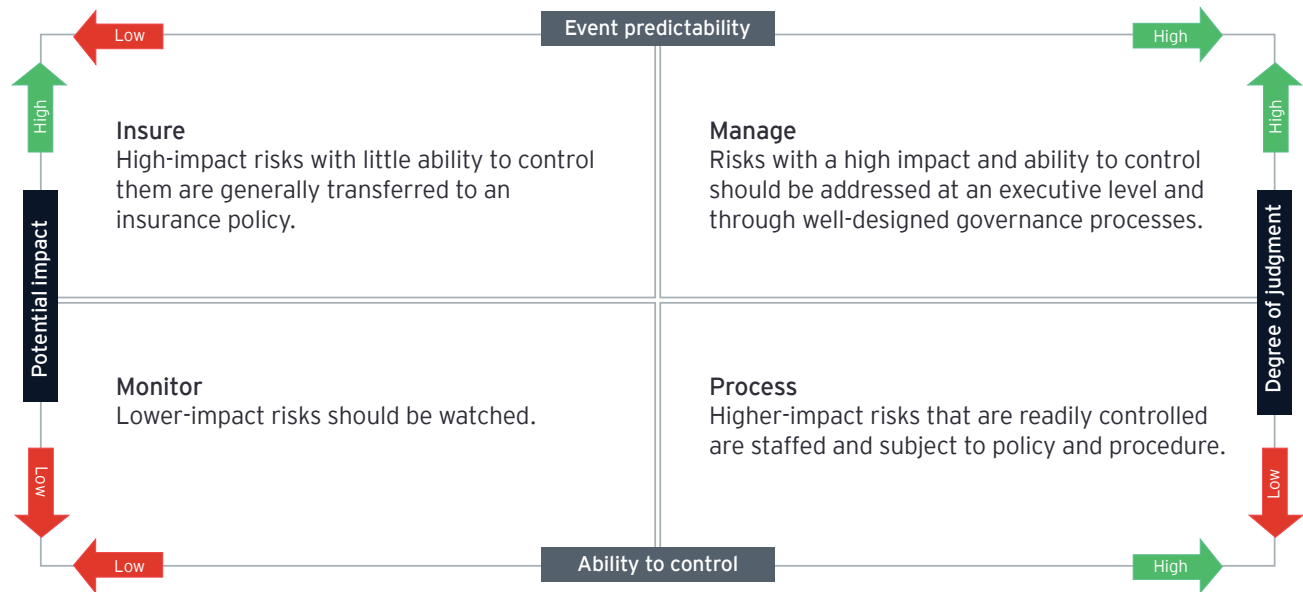 Event predictability
Low
High
High
High
Insure
High-impact risks with little ability to control
them are generally transferred to an
insurance policy.
Manage
Risks with a high impact and ability to control
should be addressed at an executive level and
through well-designed governance processes.
Potential impact
Degree of judgment
Monitor
Lower-impact risks should be watched.
Process
Higher-impact risks that are readily controlled
are staffed and subject to policy and procedure.
Low
Low
Low
Ability to control
High